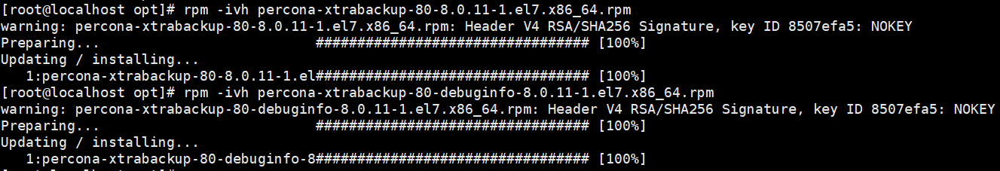 [root@localhost opt]# rpm -ivh percona-xtrabackup-80-8.0.11-1.el7.x86_64.rpm
warning: percona-xtrabackup-80-8.0.11-1.el7.x86_64.rpm: Header V4 RSA/SHA256 Signature, key ID 8507efa5: NOKEY
Preparing...                          ################################# [100%]
Updating / installing...
   1:percona-xtrabackup-80-8.0.11-1.el################################# [100%]
[root@localhost opt]# rpm -ivh percona-xtrabackup-80-debuginfo-8.0.11-1.el7.x86_64.rpm
warning: percona-xtrabackup-80-debuginfo-8.0.11-1.el7.x86_64.rpm: Header V4 RSA/SHA256 Signature, key ID 8507efa5: NOKEY
Preparing...                          ################################# [100%]
Updating / installing...
   1:percona-xtrabackup-80-debuginfo-8################################# [100%]